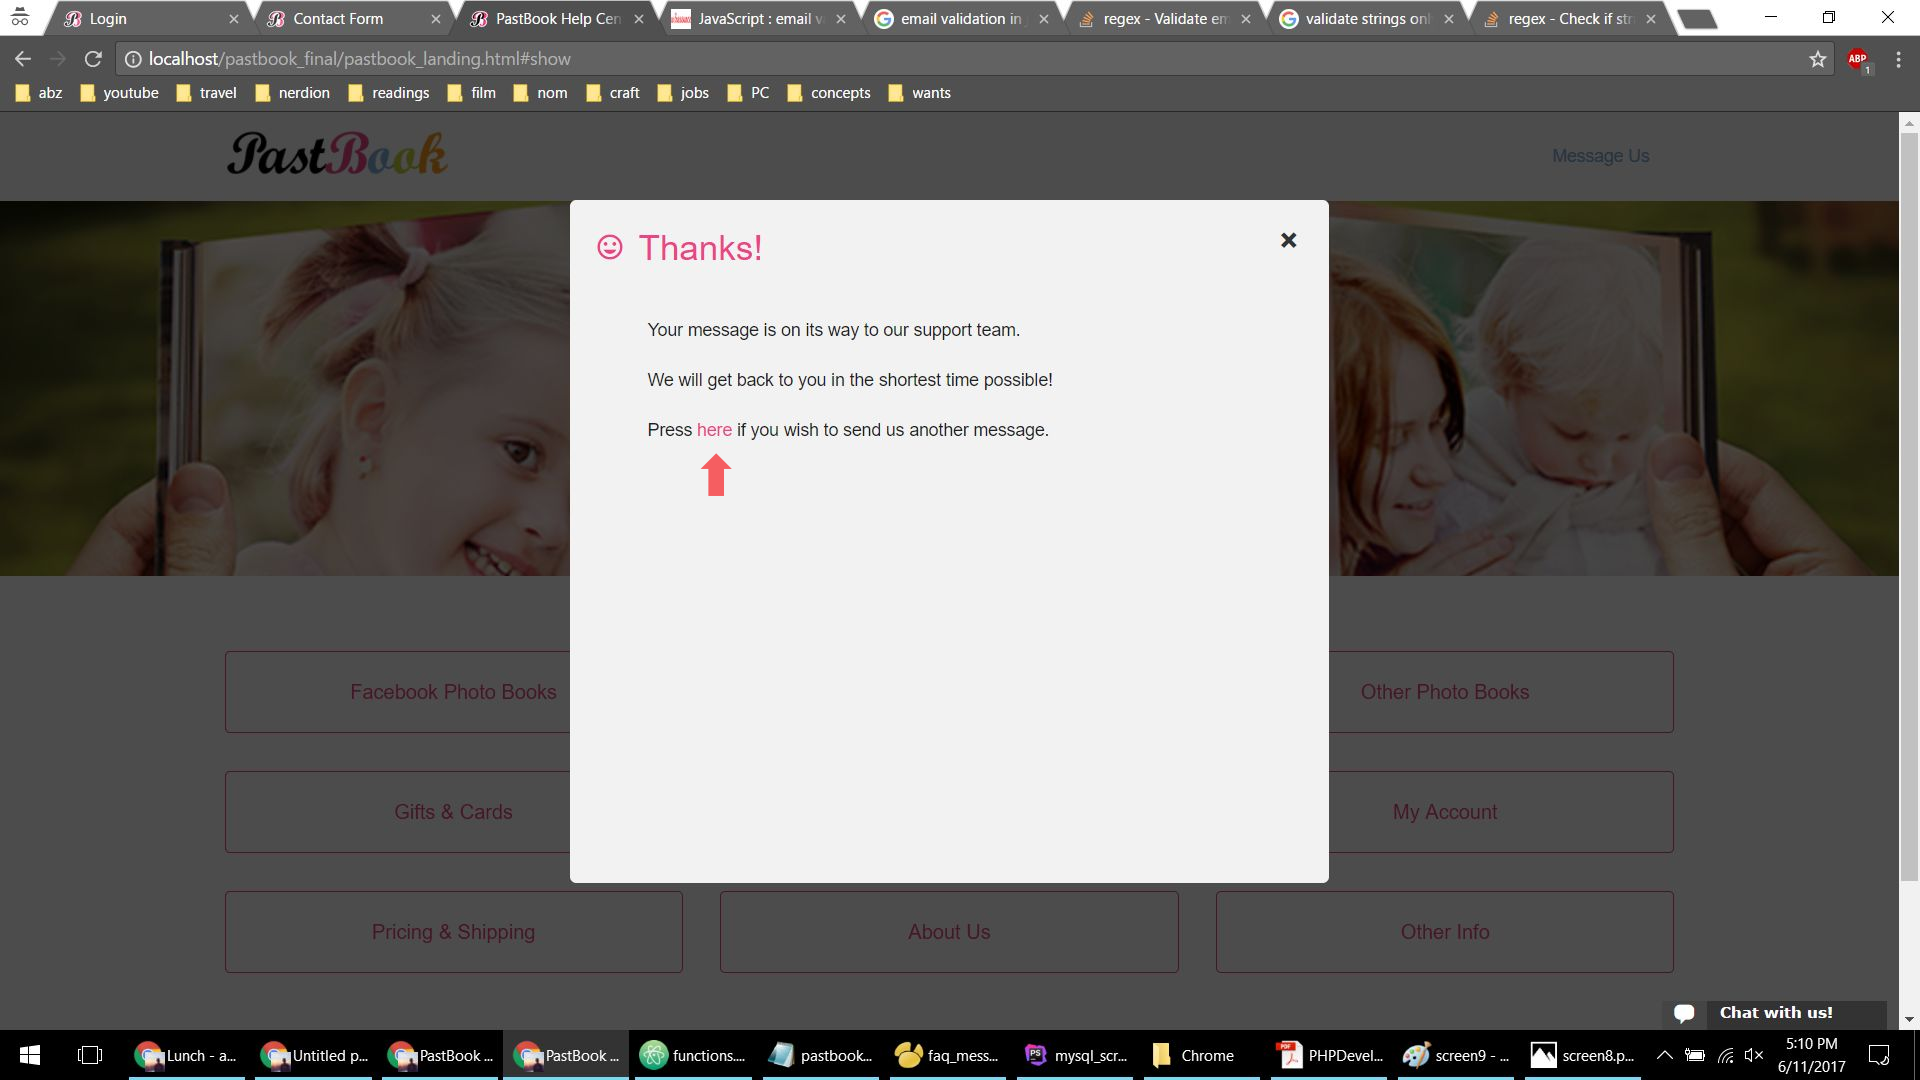 Login
Contact Form
PastBook Help Cen
JavaScript : email v
email validation in
regex - Validate em
validate strings onl
regex - Check if str
localhost/pastbook_final/pastbook_landing.html#show
ABP
1
abz
youtube
travel
nerdion
readings
film
nom
craft
jobs
PC
concepts
wants
PastBook
Message Us
Thanks!
Your message is on its way to our support team.
We will get back to you in the shortest time possible!
Press here if you wish to send us another message.
Facebook Photo Books
Other Photo Books
Gifts & Cards
My Account
Pricing & Shipping
About Us
Other Info
Chat with us!
Lunch - a...
Untitled p...
PastBook ...
PastBook ...
functions....
pastbook...
faq_mess...
mysql_scr...
Chrome
PHPDevel...
screen9 - ...
screen8.p...
5:10 PM
6/11/2017